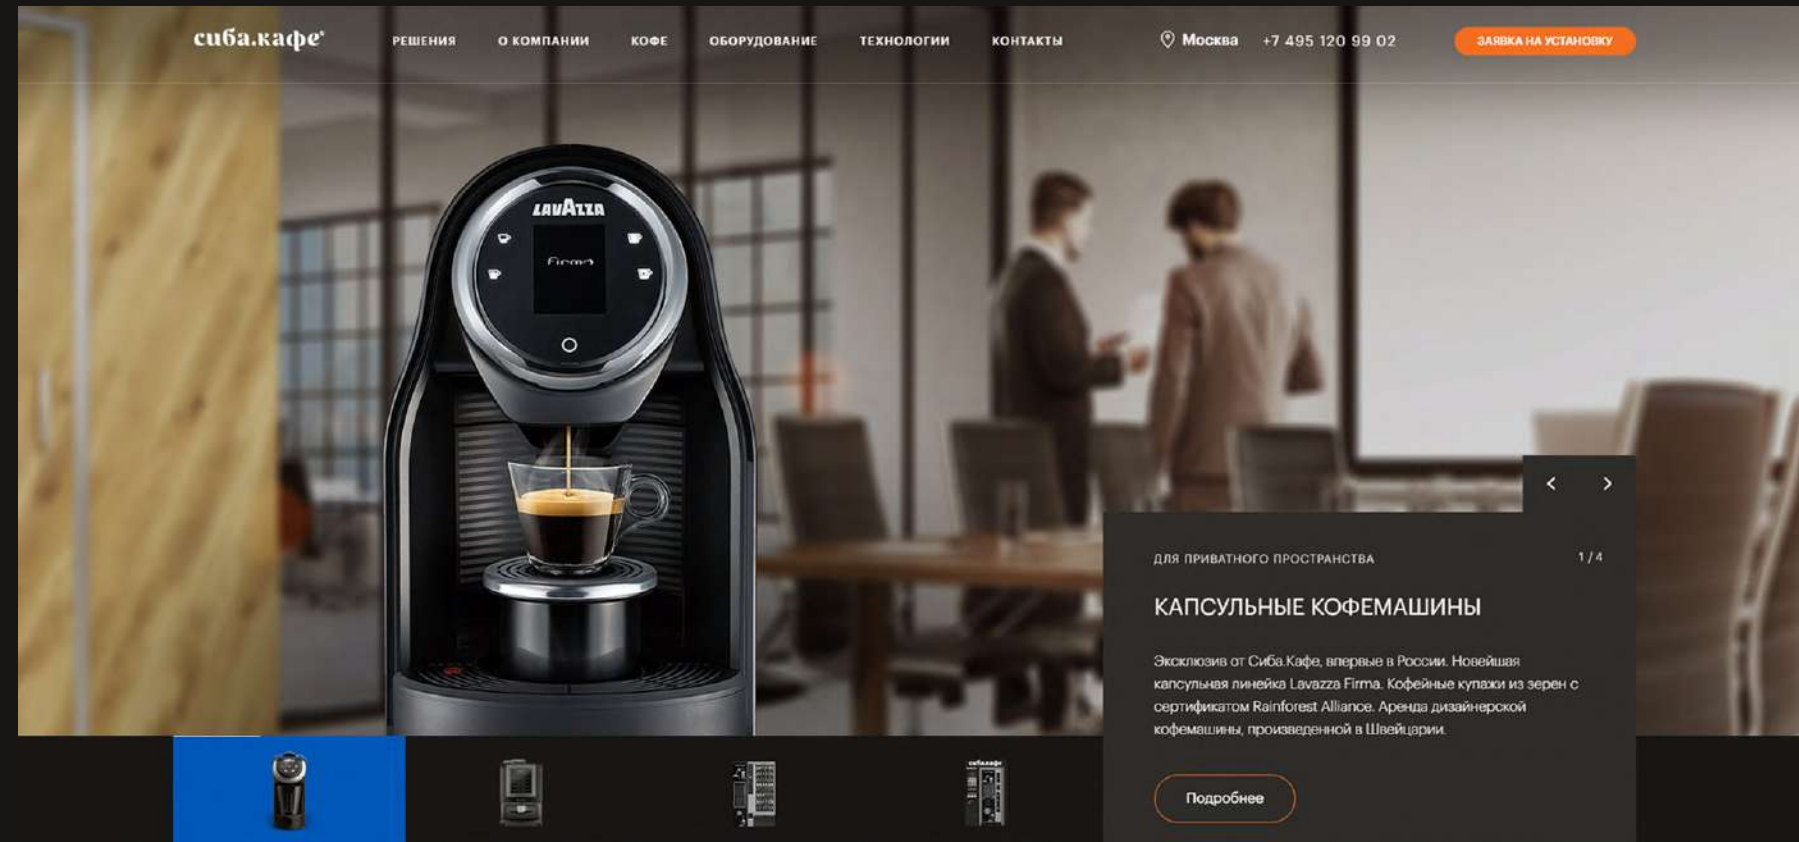 сиба.кафе
РЕШЕНИЯ
О КОМПАНИИ
КОФЕ
ОБОРУДОВАНИЕ
ТЕХНОЛОГИИ
КОНТАКТЫ
Москва
+7 495 120 99 02
ЗАЯВКА НА УСТАНОВКУ
LAVAZZA
Firma
ДЛЯ ПРИВАТНОГО ПРОСТРАНСТВА
1 / 4
КАПСУЛЬНЫЕ КОФЕМАШИНЫ
Эксклюзив от Сиба.Кафе, впервые в России. Новейшая
капсульная линейка Lavazza Firma. Кофейные купажи из зерен с
сертификатом Rainforest Alliance. Аренда дизайнерской
кофемашины, произведенной в Швейцарии.
сиба.кафе
Подробнее